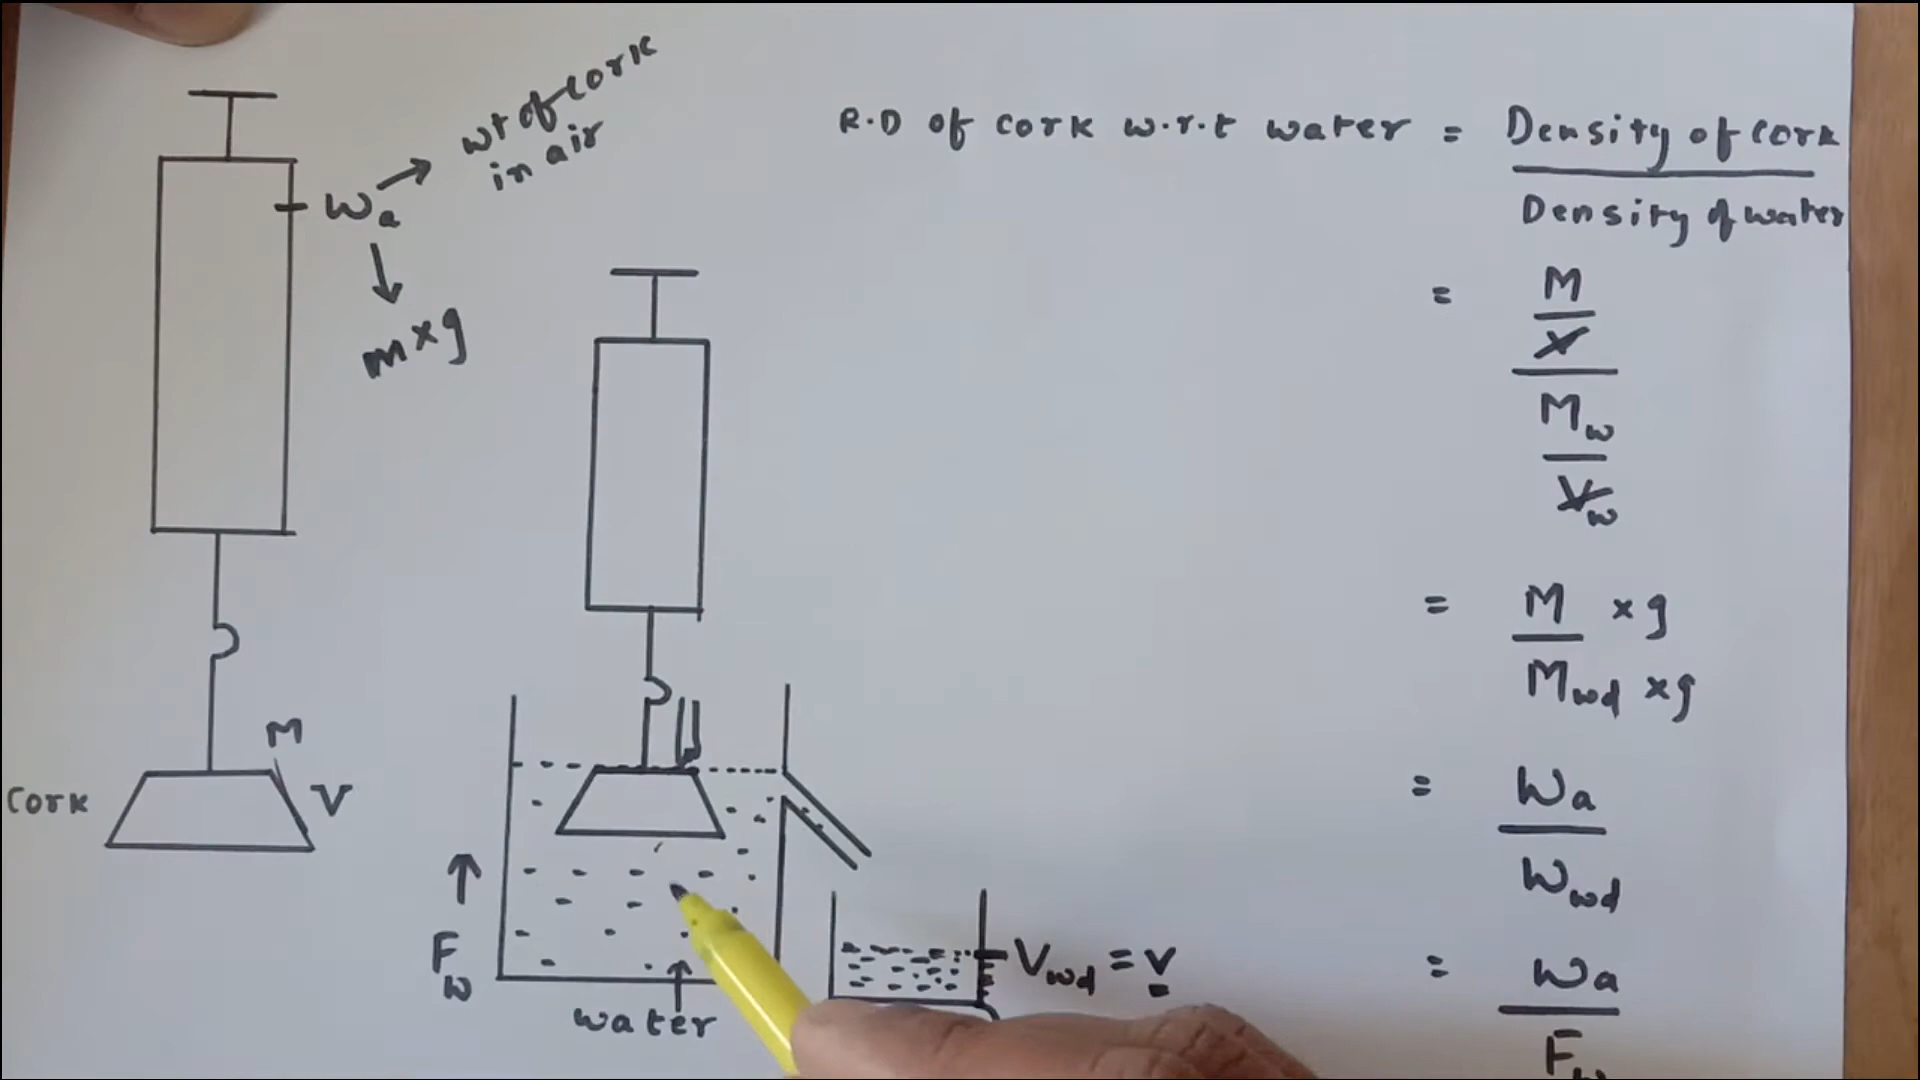 wt of cork
in air
Wa
m × g
M
Cork
V
Fw
water
Vwd = V
R.D of cork w.r.t water = Density of cork
Density of water
= M
V
Mw
Vw
= M × g
Mwd × g
= Wa
Wwd
= Wa
Fw